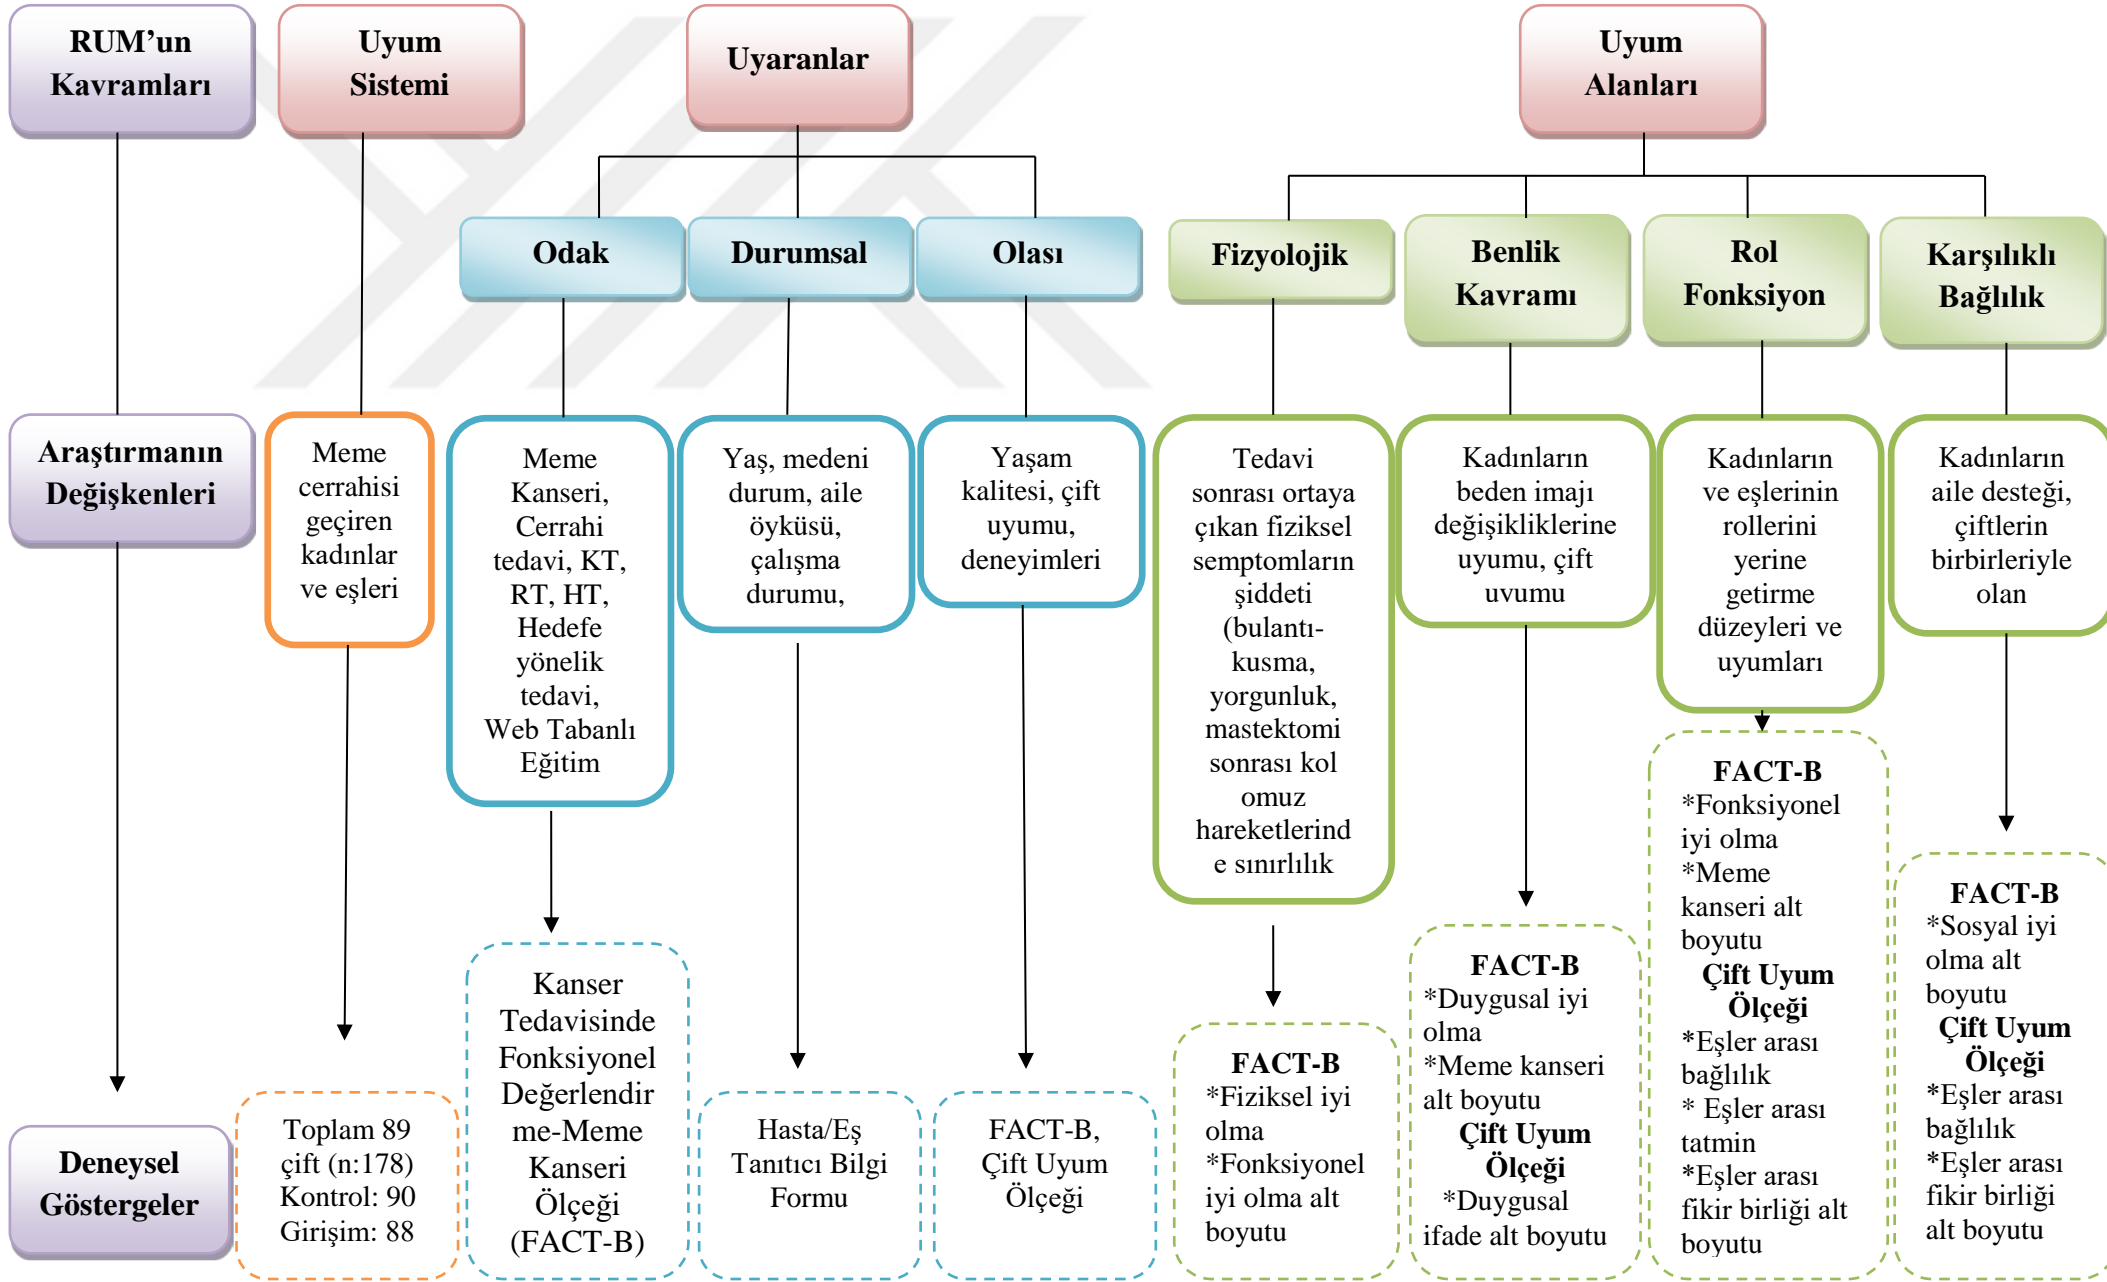 RUM’un
Kavramları
Uyum
Sistemi
Uyaranlar
Uyum
Alanları
Odak
Durumsal
Olası
Fizyolojik
Benlik
Kavramı
Rol
Fonksiyon
Karşılıklı
Bağlılık
Araştırmanın
Değişkenleri
Meme
cerrahisi
geçiren
kadınlar
ve eşleri
Meme
Kanseri,
Cerrahi
tedavi, KT,
RT, HT,
Hedefe
yönelik
tedavi,
Web Tabanlı
Eğitim
Yaş, medeni
durum, aile
öyküsü,
çalışma
durumu,
Yaşam
kalitesi, çift
uyumu,
deneyimleri
Tedavi
sonrası ortaya
çıkan fiziksel
semptomların
şiddeti
(bulantı-
kusma,
yorgunluk,
mastektomi
sonrası kol
omuz
hareketlerind
e sınırlılık
Kadınların
beden imajı
değişikliklerine
uyumu, çift
uvumu
Kadınların
ve eşlerinin
rollerini
yerine
getirme
düzeyleri ve
uyumları
Kadınların
aile desteği,
çiftlerin
birbirleriyle
olan
Deneysel
Göstergeler
Toplam 89
çift (n:178)
Kontrol: 90
Girişim: 88
Kanser
Tedavisinde
Fonksiyonel
Değerlendir
me-Meme
Kanseri
Ölçeği
(FACT-B)
Hasta/Eş
Tanıtıcı Bilgi
Formu
FACT-B,
Çift Uyum
Ölçeği
FACT-B
*Fiziksel iyi
olma
*Fonksiyonel
iyi olma alt
boyutu
FACT-B
*Duygusal iyi
olma
*Meme kanseri
alt boyutu
Çift Uyum
Ölçeği
*Duygusal
ifade alt boyutu
FACT-B
*Fonksiyonel
iyi olma
*Meme
kanseri alt
boyutu
Çift Uyum
Ölçeği
*Eşler arası
bağlılık
* Eşler arası
tatmin
*Eşler arası
fikir birliği alt
boyutu
FACT-B
*Sosyal iyi
olma alt
boyutu
Çift Uyum
Ölçeği
*Eşler arası
bağlılık
*Eşler arası
fikir birliği
alt boyutu